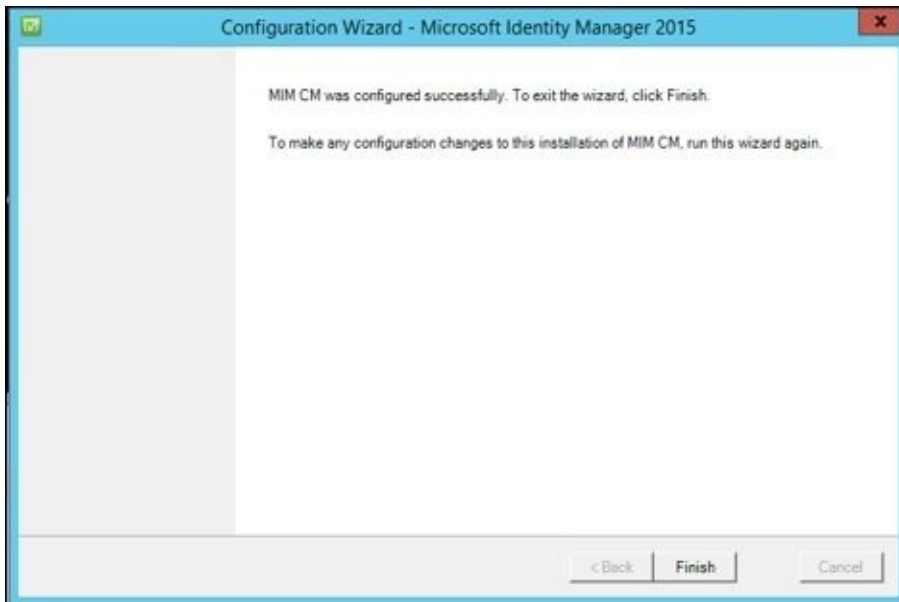 Configuration Wizard - Microsoft Identity Manager 2015
x
MIM CM was configured successfully. To exit the wizard, click Finish.
To make any configuration changes to this installation of MIM CM, run this wizard again.
< Back Finish Cancel